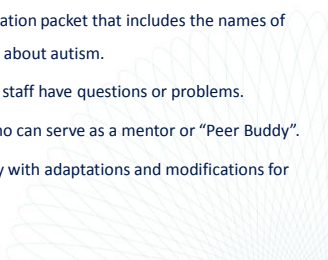 ation packet that includes the names of
about autism.
staff have questions or problems.
no can serve as a mentor or “Peer Buddy”.
y with adaptations and modifications for